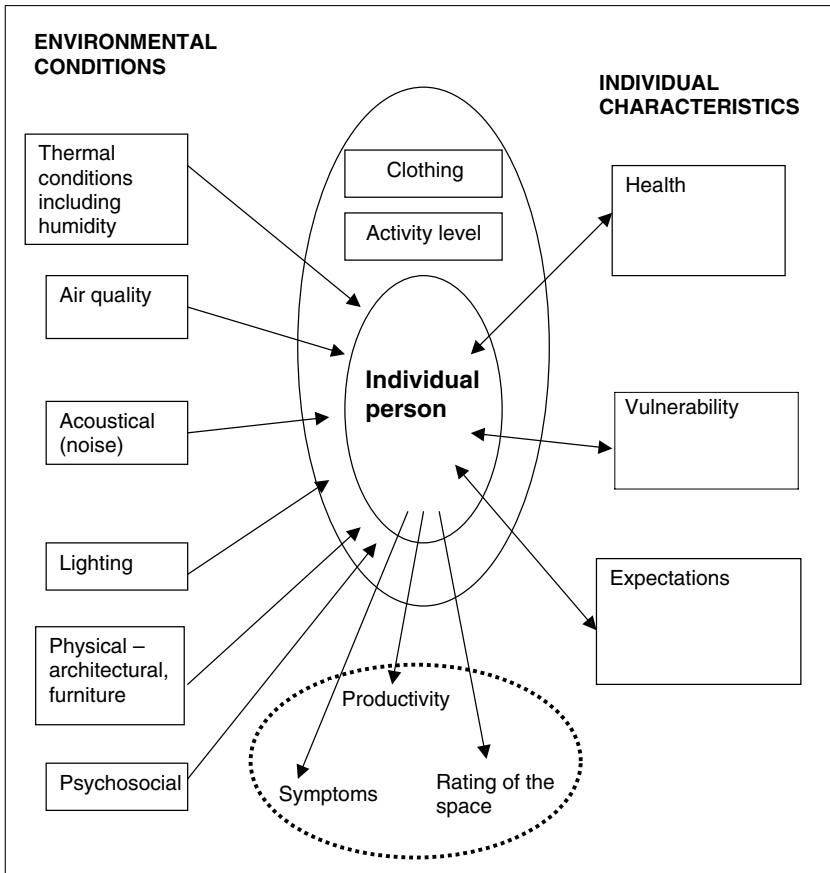 ENVIRONMENTAL
CONDITIONS
Thermal
conditions
including
humidity
Air quality
Acoustical
(noise)
Lighting
Physical –
architectural,
furniture
Psychosocial
Clothing
Activity level
Individual
person
Productivity
Symptoms
Rating of the
space
INDIVIDUAL
CHARACTERISTICS
Health
Vulnerability
Expectations